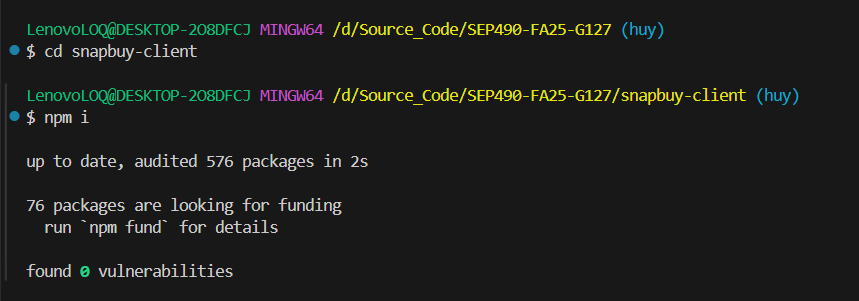 LenovoLOQ@DESKTOP-2O8DFCJ MINGW64 /d/Source_Code/SEP490-FA25-G127 (huy)
$ cd snapbuy-client
LenovoLOQ@DESKTOP-2O8DFCJ MINGW64 /d/Source_Code/SEP490-FA25-G127/snapbuy-client (huy)
$ npm i
up to date, audited 576 packages in 2s
76 packages are looking for funding
  run `npm fund` for details
found 0 vulnerabilities